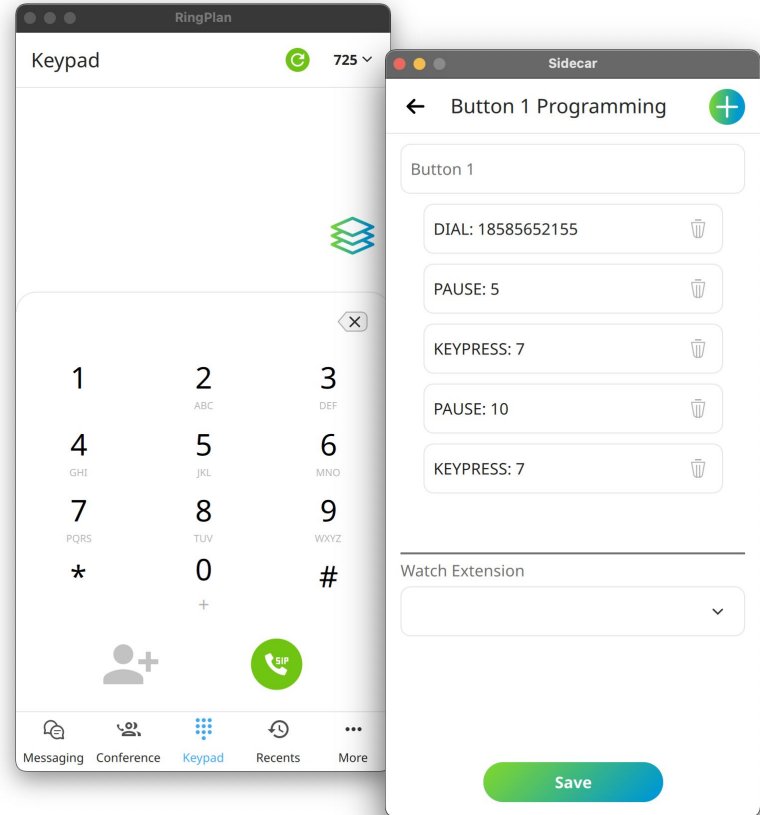 RingPlan
Keypad
725
1
2
3
ABC
DEF
4
5
6
GHI
JKL
MNO
7
8
9
PQRS
TUV
WXYZ
*
0
#
+
SIP
Messaging
Conference
Keypad
Recents
More
Sidecar
Button 1 Programming
Button 1
DIAL: 18585652155
PAUSE: 5
KEYPRESS: 7
PAUSE: 10
KEYPRESS: 7
Watch Extension
Save